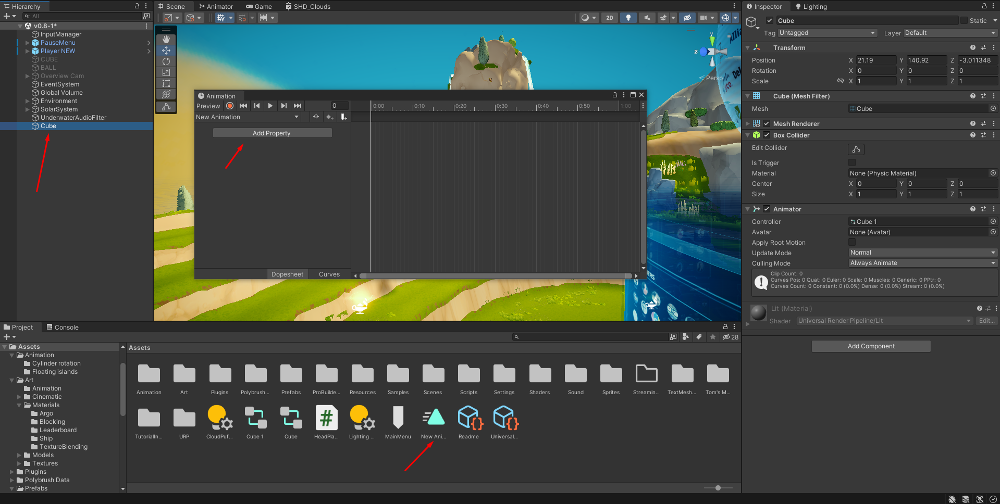 Hierarchy
All
v0.8-1*
InputManager
PauseMenu
Player NEW
CUBE
BALL
Overview Cam
EventSystem
Global Volume
Environment
SolarSystem
UnderwaterAudioFilter
Cube
Scene Animator Game SHD_Clouds
2D
Y
Z
Persp
Animation
Preview 0
0:00 0:10 0:20 0:30 0:40 0:50 1:00
New Animation
Add Property
Dopesheet Curves
Inspector Lighting
Cube Static
Tag Untagged Layer Default
Transform
Position X 21.19 Y 140.92 Z -3.011348
Rotation X 0 Y 0 Z 0
Scale X 1 Y 1 Z 1
Cube (Mesh Filter)
Mesh Cube
Mesh Renderer
Box Collider
Edit Collider
Is Trigger
Material None (Physic Material)
Center X 0 Y 0 Z 0
Size X 1 Y 1 Z 1
Animator
Controller Cube 1
Avatar None (Avatar)
Apply Root Motion
Update Mode Normal
Culling Mode Always Animate
Clip Count: 0
Curves Pos: 0 Quat: 0 Euler: 0 Scale: 0 Muscles: 0 Generic: 0 PPtr: 0
Curves Count: 0 Constant: 0 (0.0%) Dense: 0 (0.0%) Stream: 0 (0.0%)
Lit (Material)
Shader Universal Render Pipeline/Lit Edit...
Add Component
Project Console
28
Assets
Animation
Cylinder rotation
Floating islands
Art
Animation
Cinematic
Materials
Argo
Blocking
Leaderboard
Ship
TextureBlending
Models
Textures
Plugins
Polybrush Data
Prefabs
Assets
Animation Art Plugins Polybrush... Prefabs ProBuilde... Resources Samples Scenes Scripts Settings Shaders Sound Sprites Streamin... TextMesh... Tom's M...
TutorialIn... URP CloudPuf... Cube 1 Cube HeadPla... Lighting ... MainMenu New Ani... Readme Universal...